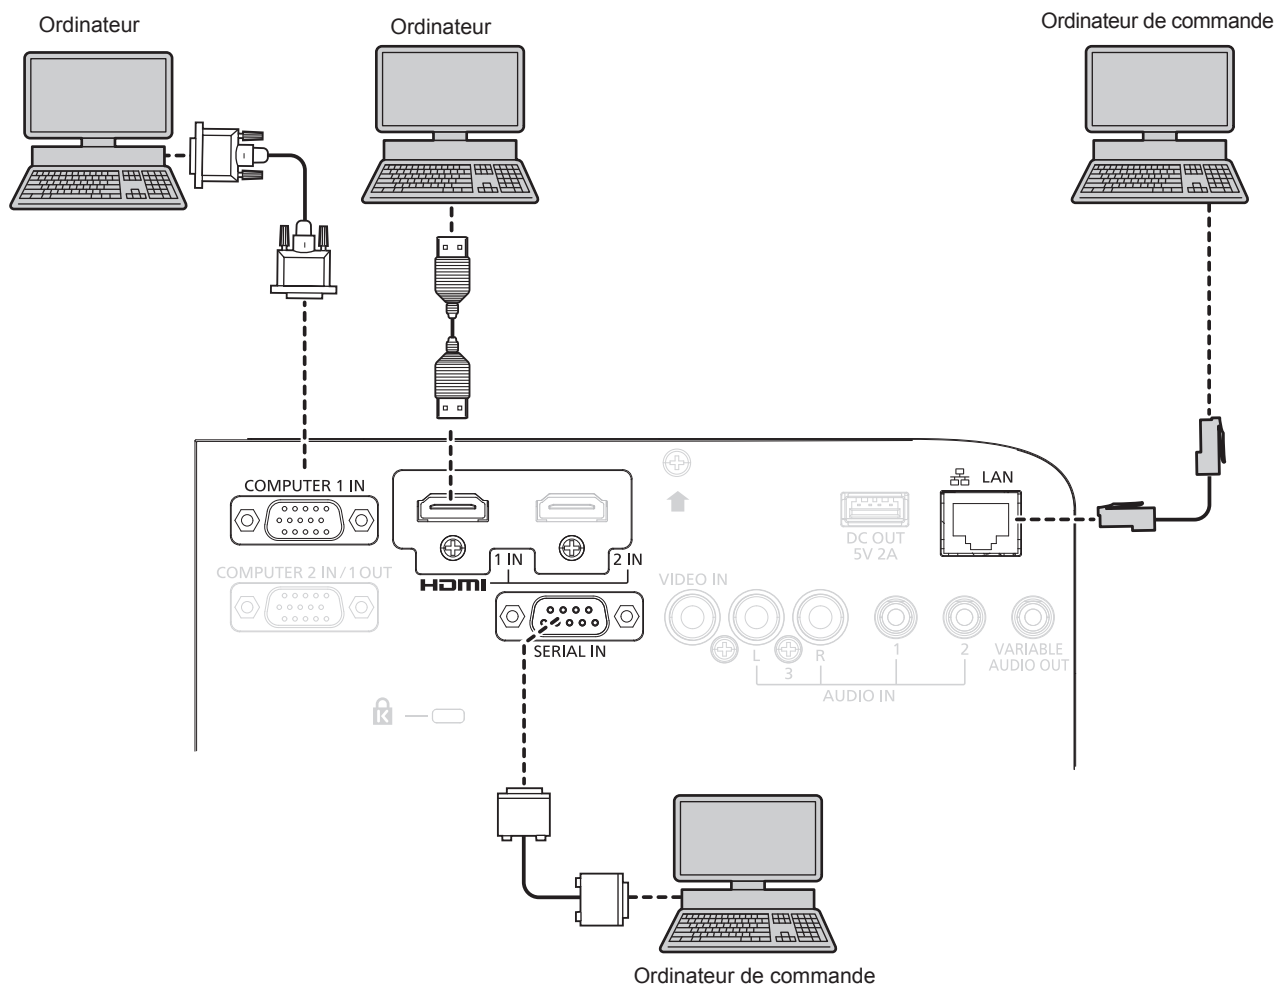 Ordinateur
Ordinateur
Ordinateur de commande
COMPUTER 1 IN
LAN
DC OUT
5V 2A
1 IN
2 IN
HDMI
COMPUTER 2 IN/1 OUT
VIDEO IN
SERIAL IN
L
R
1
2
VARIABLE
AUDIO OUT
3
AUDIO IN
K
Ordinateur de commande